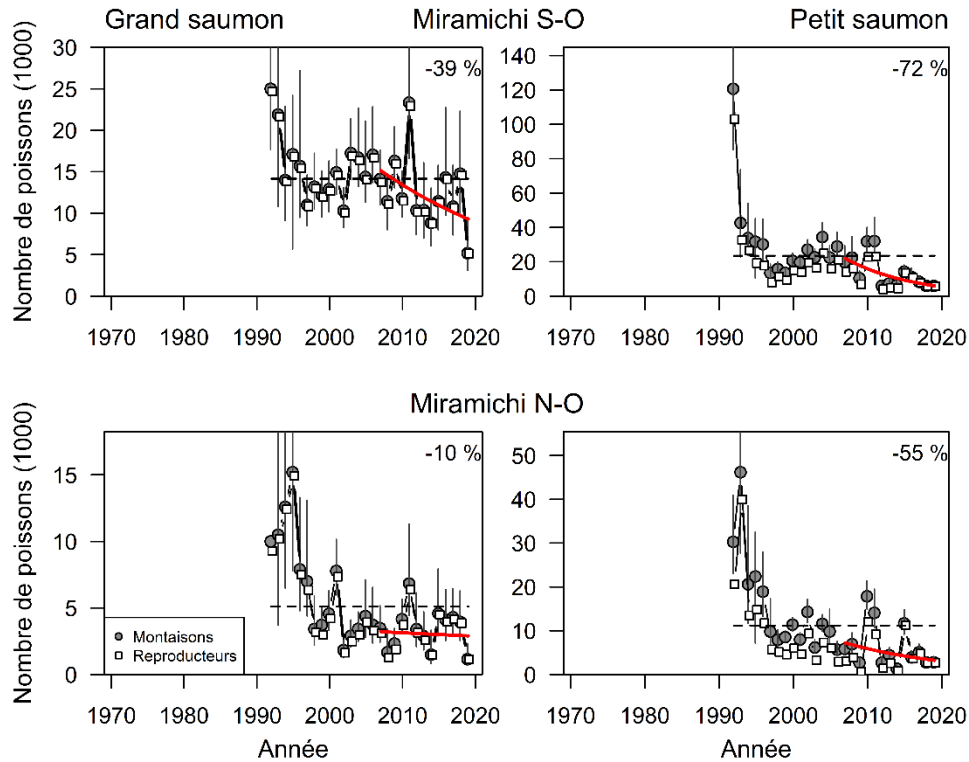 Grand saumon Miramichi S-O Petit saumon
Nombre de poissons (1000)
30
25
20
15
10
5
0
-39 %
1970 1980 1990 2000 2010 2020
140
120
100
80
60
40
20
0
-72 %
1970 1980 1990 2000 2010 2020
Miramichi N-O
Nombre de poissons (1000)
15
10
5
0
-10 %
Montaisons
Reproducteurs
1970 1980 1990 2000 2010 2020
Année
50
40
30
20
10
0
-55 %
1970 1980 1990 2000 2010 2020
Année